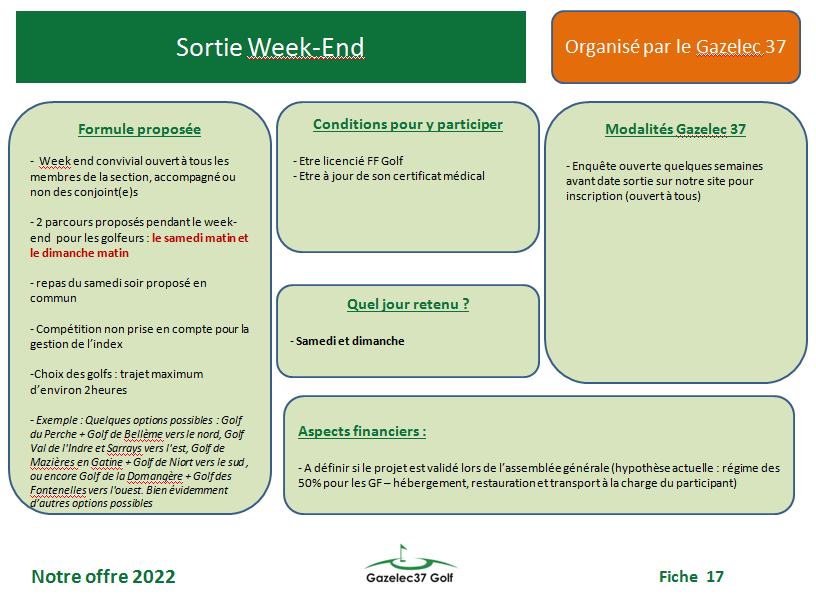 Sortie Week-End
Organisé par le Gazelec 37
Formule proposée
- Week end convivial ouvert à tous les
membres de la section, accompagné ou
non des conjoint(e)s
- 2 parcours proposés pendant le week-
end pour les golfeurs : le samedi matin et
le dimanche matin
- repas du samedi soir proposé en
commun
- Compétition non prise en compte pour la
gestion de l'index
-Choix des golfs : trajet maximum
d'environ 2heures
- Exemple : Quelques options possibles : Golf
du Perche + Golf de Bellème vers le nord, Golf
Val de l'Indre et Sarrays vers l'est, Golf de
Mazières en Gatine + Golf de Niort vers le sud ,
ou encore Golf de la Domangère + Golf des
Fontenelles vers l'ouest. Bien évidemment
d'autres options possibles
Conditions pour y participer
- Etre licencié FF Golf
- Etre à jour de son certificat médical
Quel jour retenu ?
- Samedi et dimanche
Modalités Gazelec 37
- Enquête ouverte quelques semaines
avant date sortie sur notre site pour
inscription (ouvert à tous)
Aspects financiers :
- A définir si le projet est validé lors de l'assemblée générale (hypothèse actuelle : régime des
50% pour les GF – hébergement, restauration et transport à la charge du participant)
Notre offre 2022
Gazelec37 Golf
Fiche 17